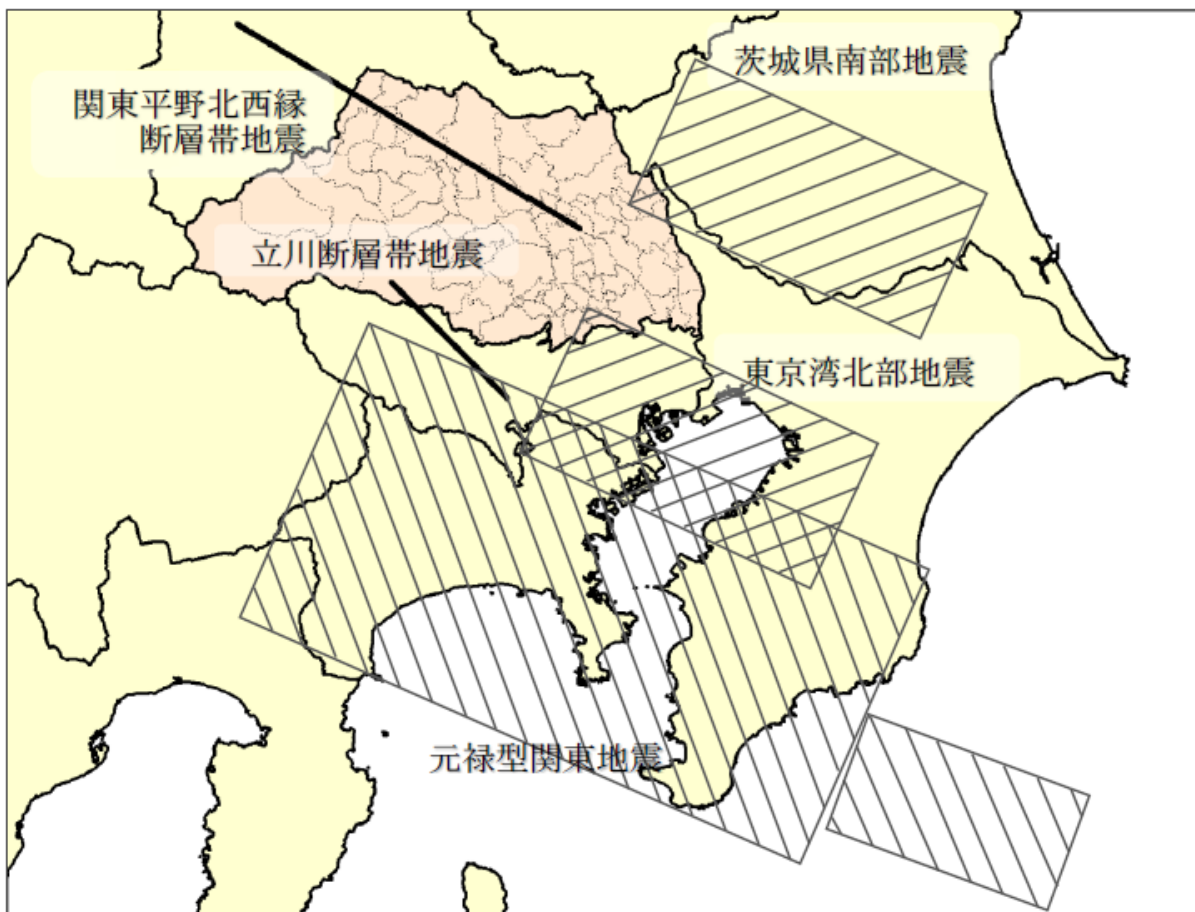 茨城県南部地震
関東平野北西縁
断層帯地震
立川断層帯地震
東京湾北部地震
元禄型関東地震